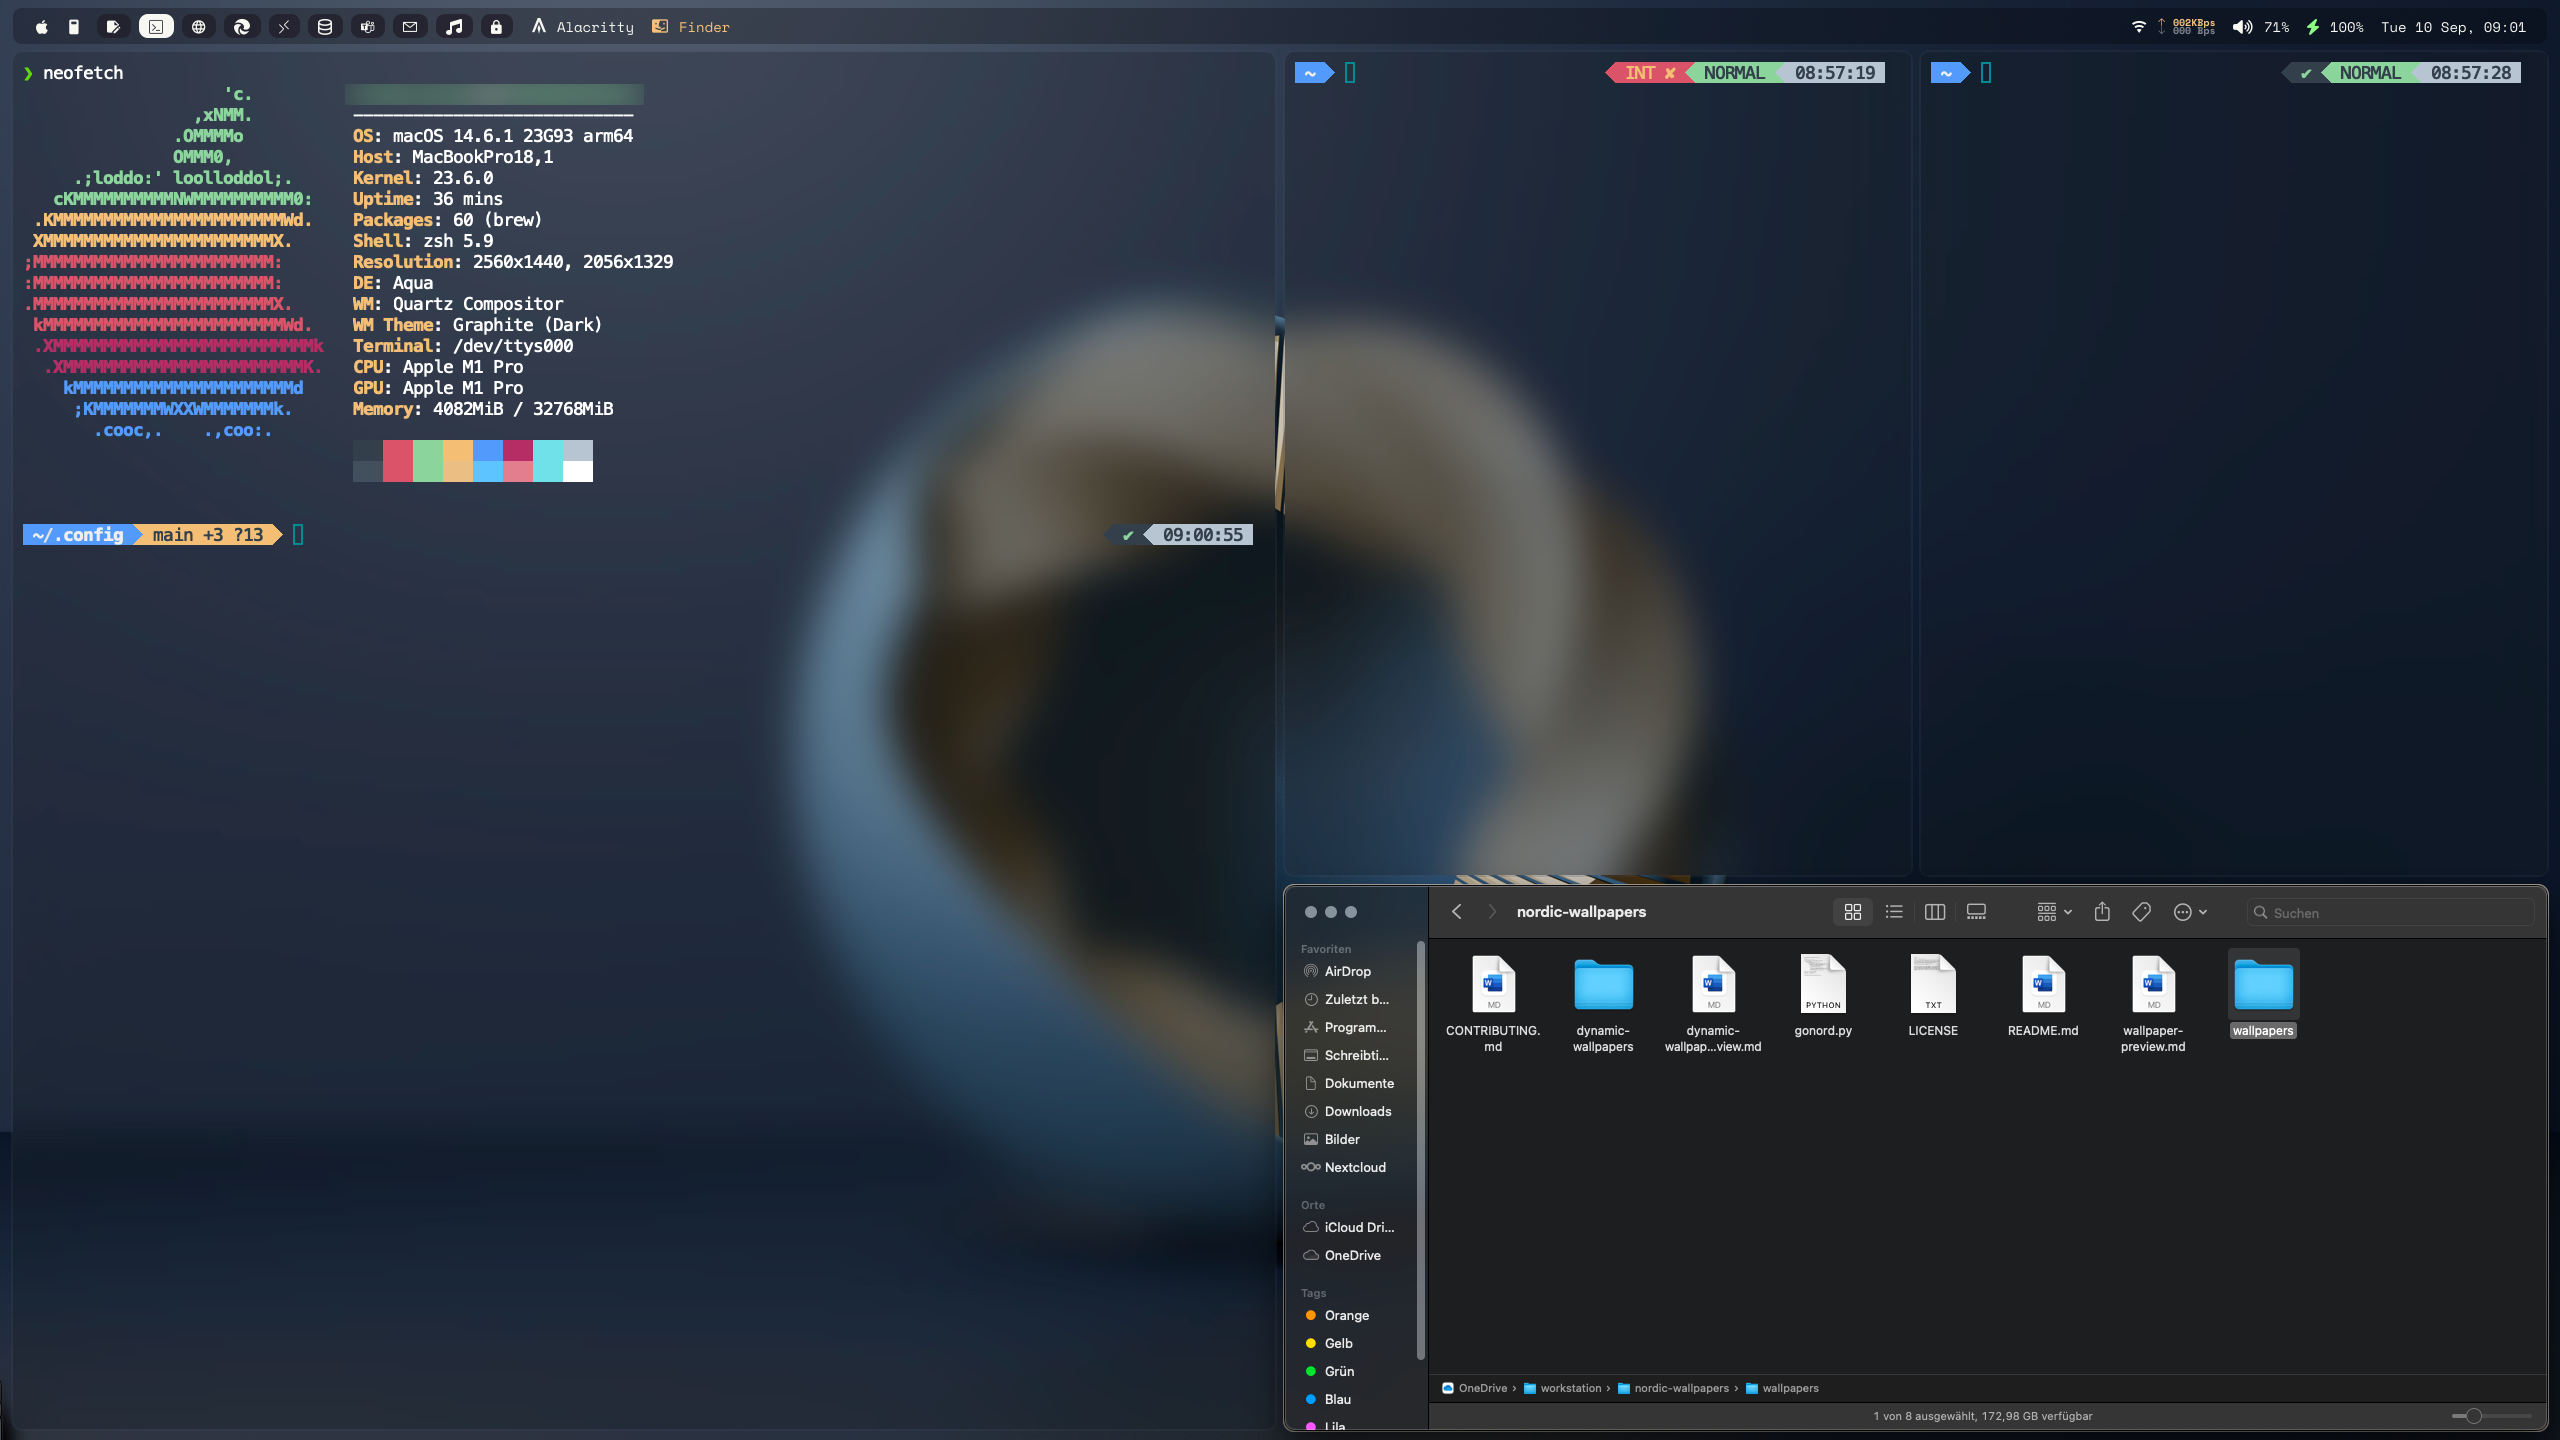 Alacritty Finder 002KBps 71% 100% Tue 10 Sep, 09:01
000 Bps
❯ neofetch
'c.
,xNMM.
.OMMMMo
OMMM0,
.;loddo:' loolloddol;.
cKMMMMMMMMMMNWMMMMMMMMMM0:
.KMMMMMMMMMMMMMMMMMMMMMMMWd.
XMMMMMMMMMMMMMMMMMMMMMMMX.
;MMMMMMMMMMMMMMMMMMMMMMMM:
:MMMMMMMMMMMMMMMMMMMMMMMM:
.MMMMMMMMMMMMMMMMMMMMMMMMX.
kMMMMMMMMMMMMMMMMMMMMMMMMWd.
.XMMMMMMMMMMMMMMMMMMMMMMMMMMk
.XMMMMMMMMMMMMMMMMMMMMMMMMK.
kMMMMMMMMMMMMMMMMMMMMMMd
;KMMMMMMMWXXWMMMMMMMk.
.cooc,. .,coo:.
----------------------------
OS: macOS 14.6.1 23G93 arm64
Host: MacBookPro18,1
Kernel: 23.6.0
Uptime: 36 mins
Packages: 60 (brew)
Shell: zsh 5.9
Resolution: 2560x1440, 2056x1329
DE: Aqua
WM: Quartz Compositor
WM Theme: Graphite (Dark)
Terminal: /dev/ttys000
CPU: Apple M1 Pro
GPU: Apple M1 Pro
Memory: 4082MiB / 32768MiB
~/.config main +3 ?13 ✔ 09:00:55
~ INT ✘ NORMAL 08:57:19
~ ✔ NORMAL 08:57:28
nordic-wallpapers
Suchen
Favoriten
AirDrop
Zuletzt b...
Program...
Schreibti...
Dokumente
Downloads
Bilder
Nextcloud
Orte
iCloud Dri...
OneDrive
Tags
Orange
Gelb
Grün
Blau
Lila
W
MD
CONTRIBUTING.
md
dynamic-
wallpapers
W
MD
dynamic-
wallpap...view.md
PYTHON
gonord.py
TXT
LICENSE
W
MD
README.md
W
MD
wallpaper-
preview.md
wallpapers
OneDrive › workstation › nordic-wallpapers › wallpapers
1 von 8 ausgewählt, 172,98 GB verfügbar